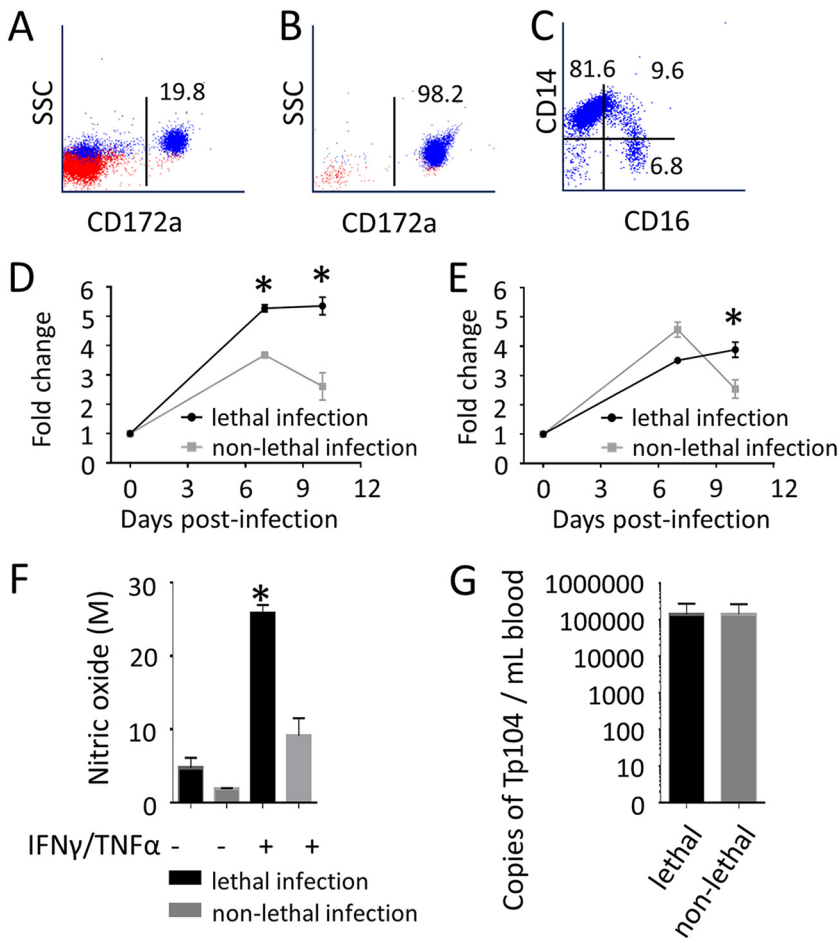 A
SSC
19.8
CD172a
B
SSC
98.2
CD172a
C
CD14
81.6
9.6
6.8
CD16
D
Fold change
6
5
4
3
2
1
0
*
*
lethal infection
non-lethal infection
0 3 6 9 12
Days post-infection
E
Fold change
6
5
4
3
2
1
0
*
lethal infection
non-lethal infection
0 3 6 9 12
Days post-infection
F
Nitric oxide (M)
30
20
10
0
*
IFNγ/TNFα - - + +
lethal infection
non-lethal infection
G
Copies of Tp104 / mL blood
1000000
100000
10000
1000
100
10
0
lethal
non-lethal